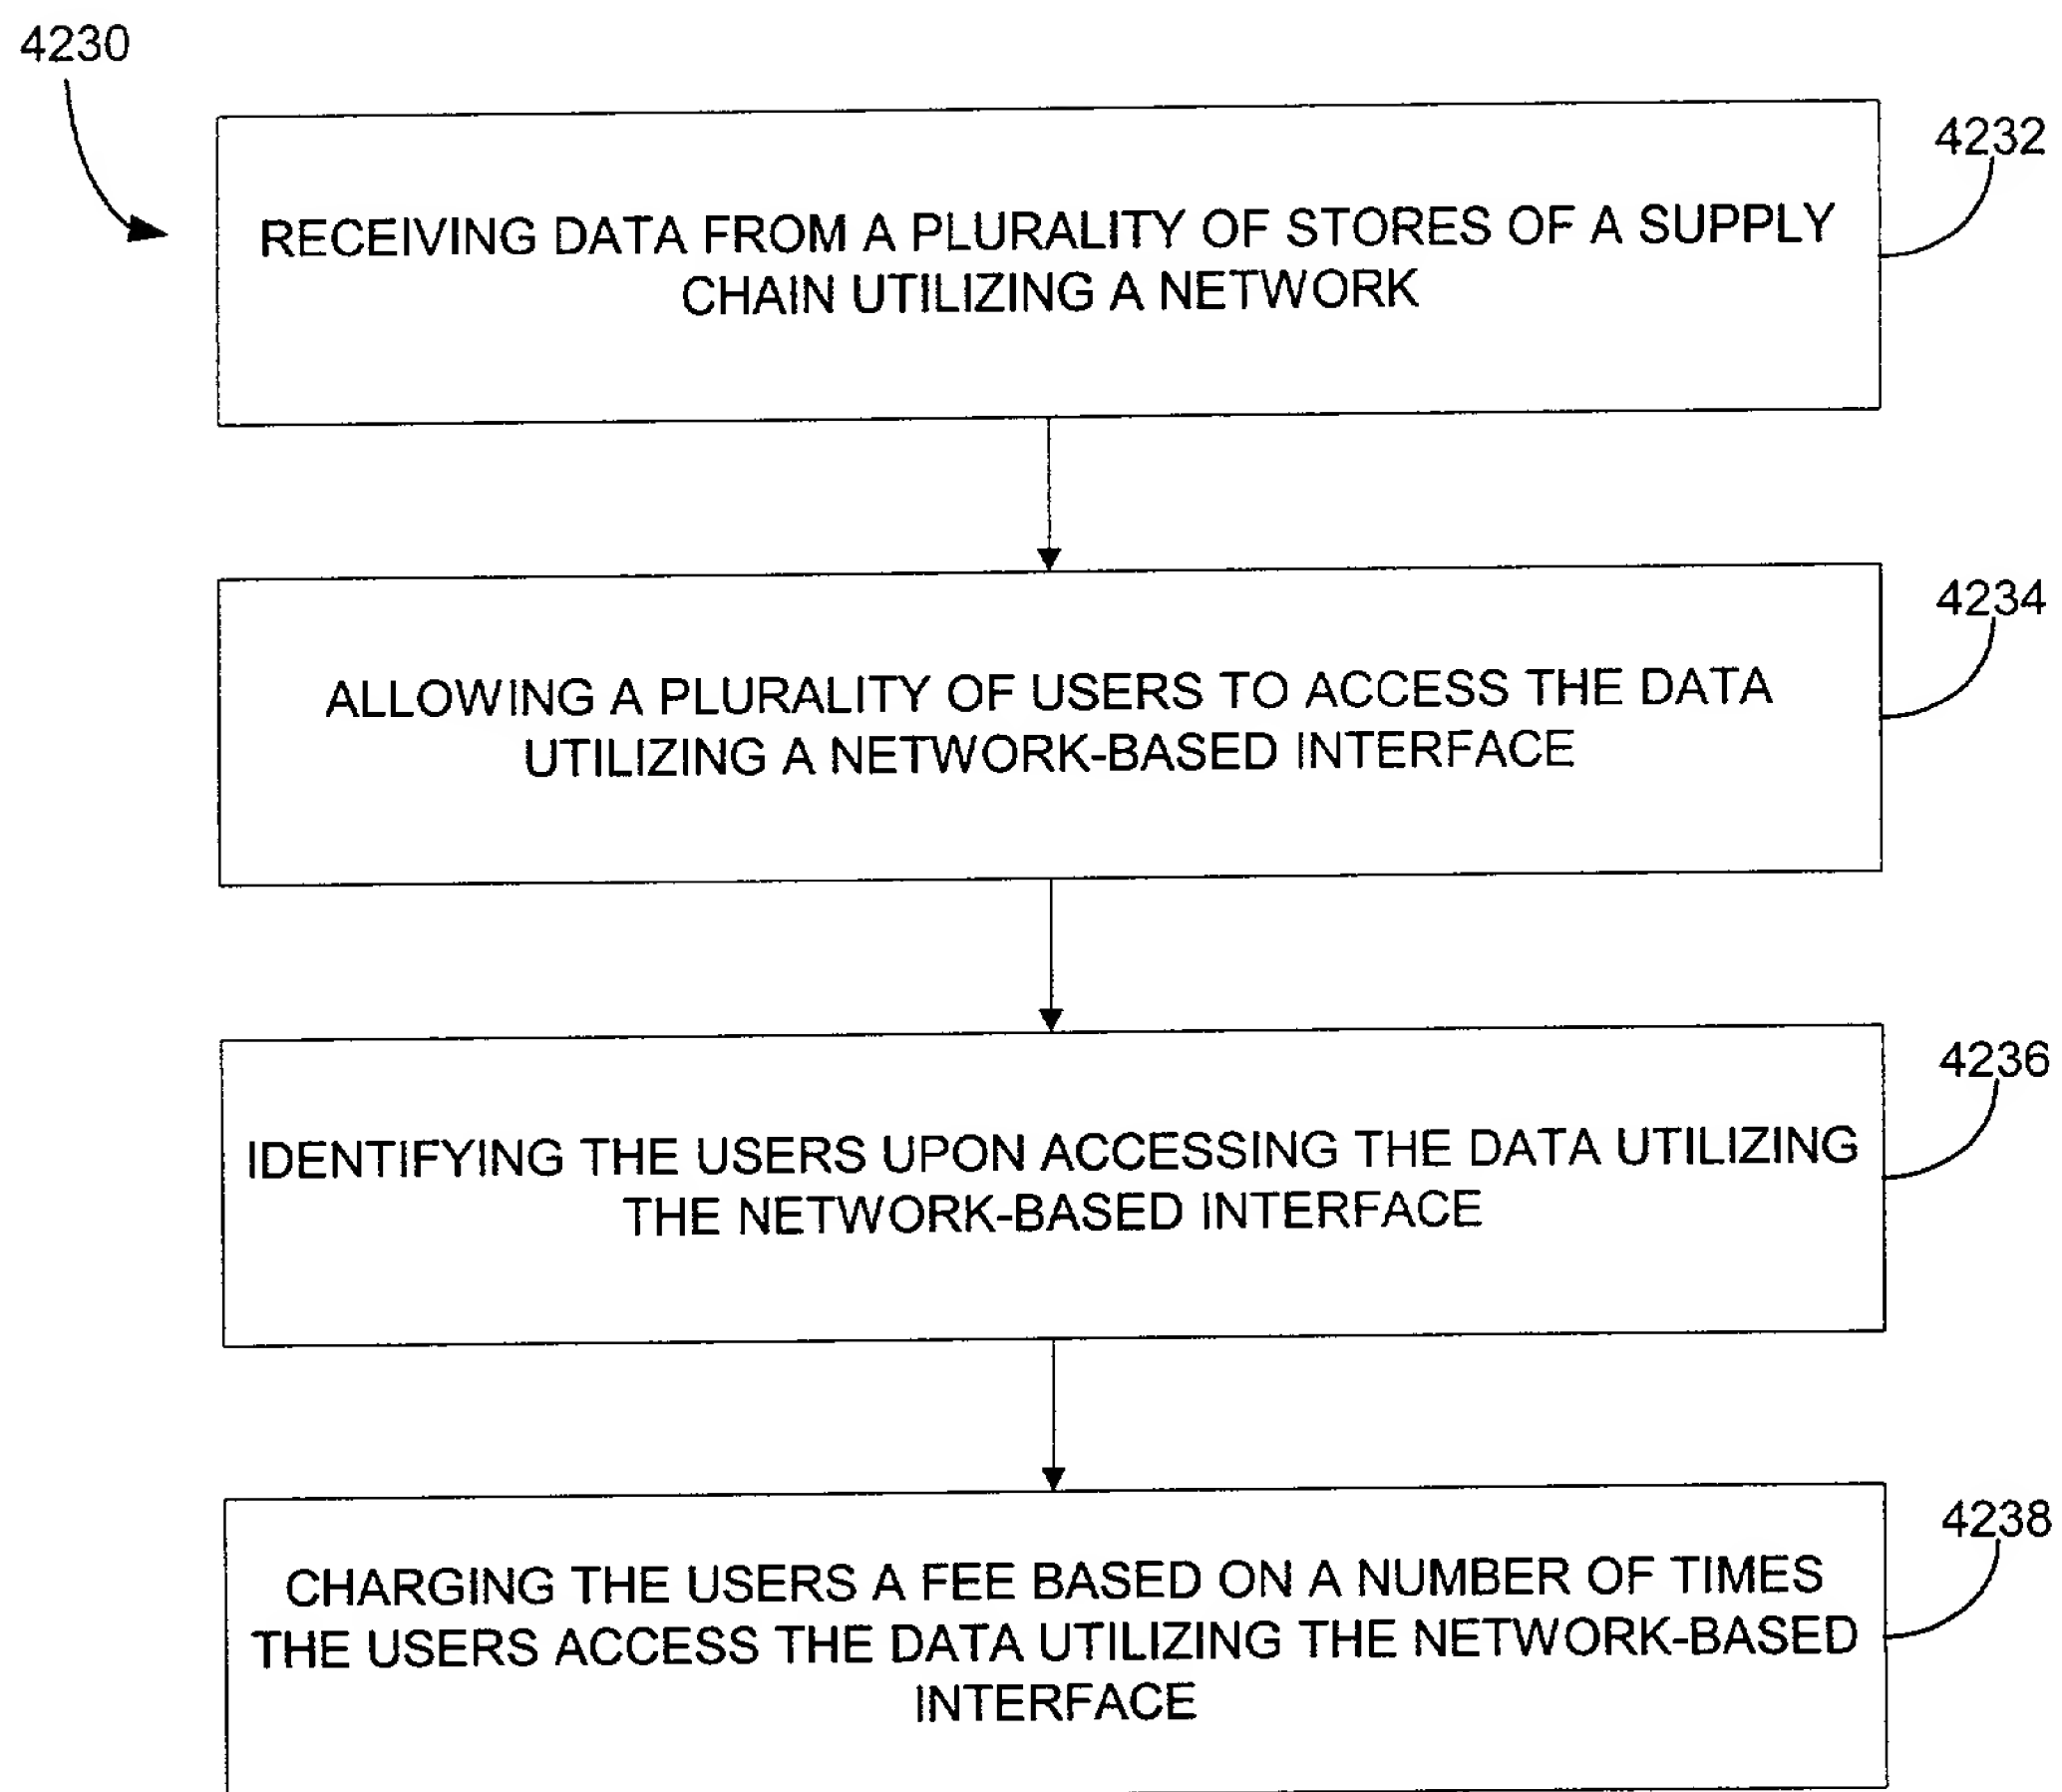 4230
4232
RECEIVING DATA FROM A PLURALITY OF STORES OF A SUPPLY
CHAIN UTILIZING A NETWORK
4234
ALLOWING A PLURALITY OF USERS TO ACCESS THE DATA
UTILIZING A NETWORK-BASED INTERFACE
4236
IDENTIFYING THE USERS UPON ACCESSING THE DATA UTILIZING
THE NETWORK-BASED INTERFACE
4238
CHARGING THE USERS A FEE BASED ON A NUMBER OF TIMES
THE USERS ACCESS THE DATA UTILIZING THE NETWORK-BASED
INTERFACE